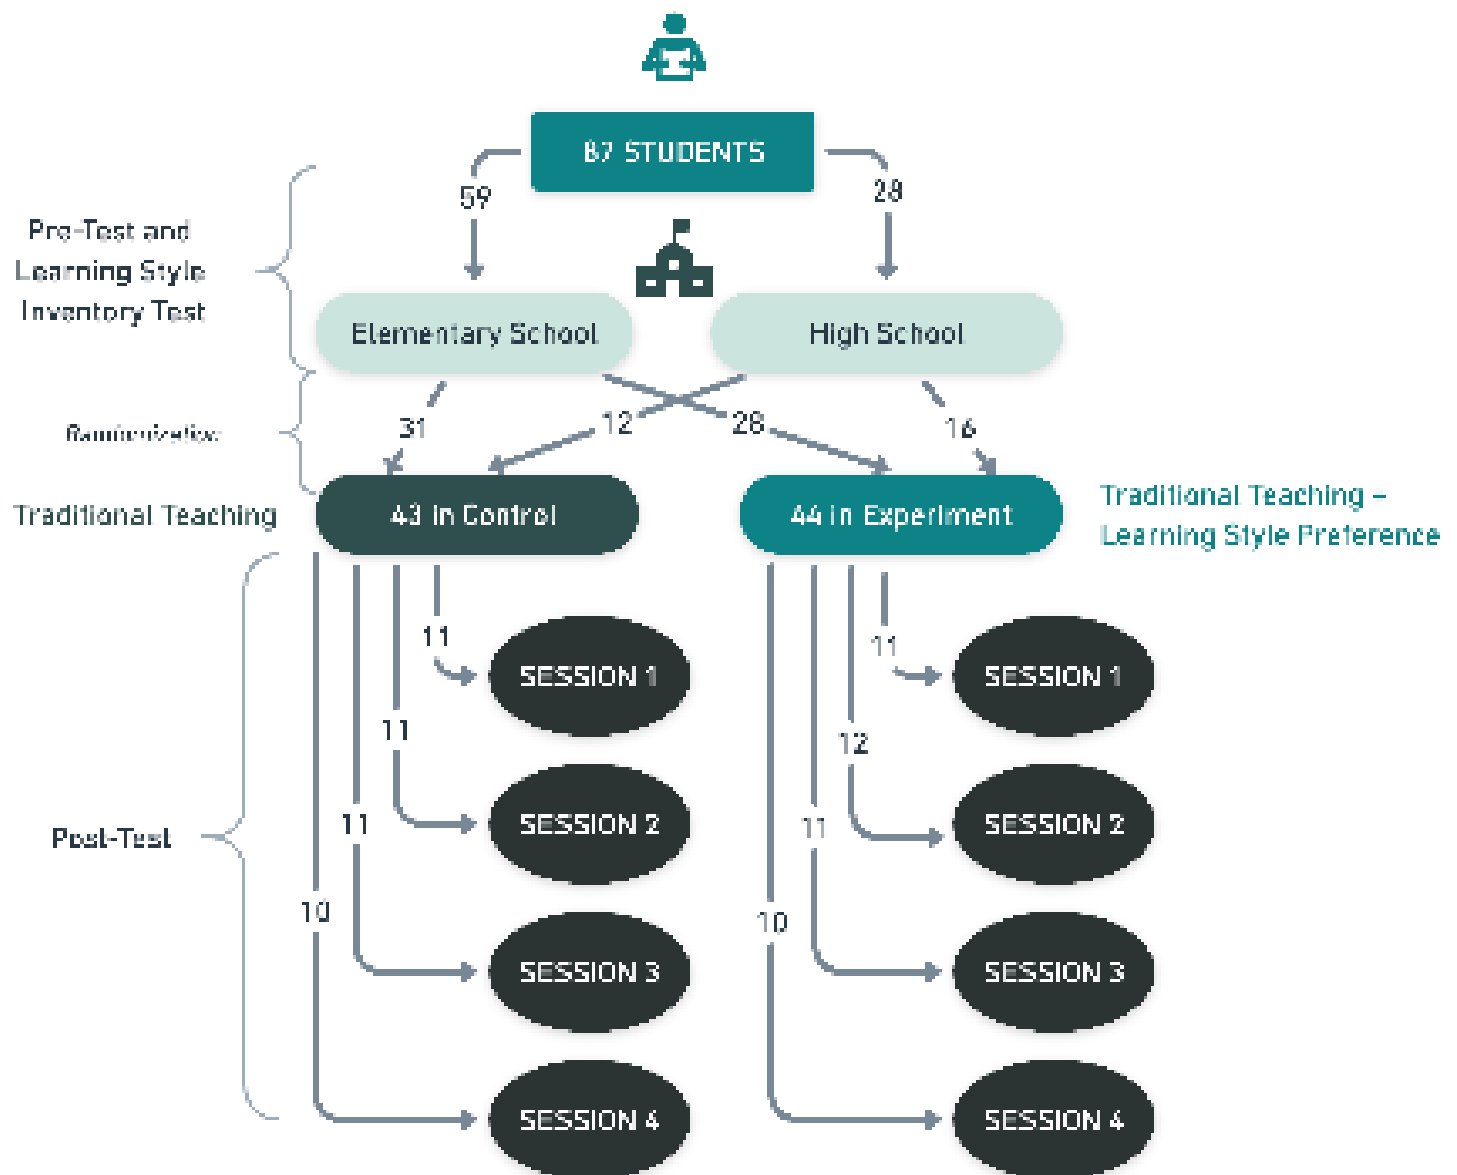 87 STUDENTS
59
28
Pre-Test and
Learning Style
Inventory Test
Elementary School
High School
Randomization
31
12
28
16
Traditional Teaching
43 in Control
44 in Experiment
Traditional Teaching –
Learning Style Preference
11
SESSION 1
11
SESSION 1
11
SESSION 2
12
SESSION 2
Post-Test
11
SESSION 3
11
SESSION 3
10
SESSION 4
10
SESSION 4